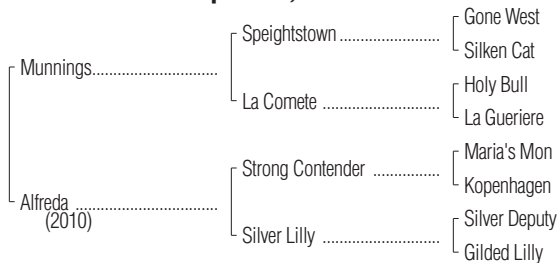 Gone West
Speightstown
Silken Cat
Munnings
Holy Bull
La Comete
La Gueriere
Maria's Mon
Strong Contender
Kopenhagen
Alfreda
(2010)
Silver Deputy
Silver Lilly
Gilded Lilly